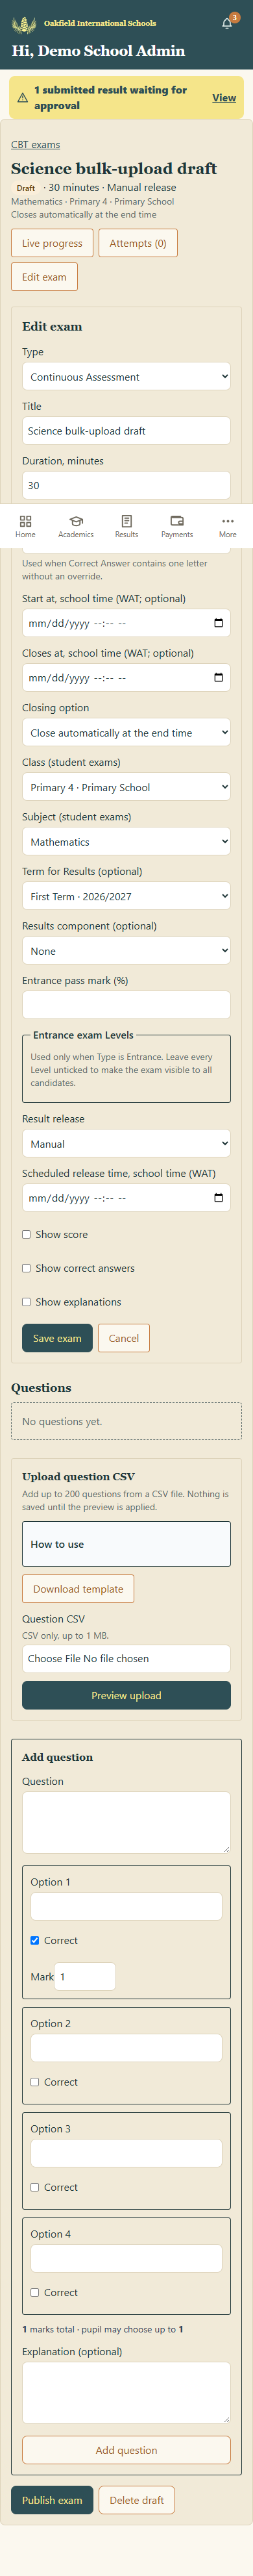 Oakfield International Schools
3
Hi, Demo School Admin
1 submitted result waiting for
approval
View
CBT exams
Science bulk-upload draft
Draft · 30 minutes · Manual release
Mathematics · Primary 4 · Primary School
Closes automatically at the end time
Live progress
Attempts (0)
Edit exam
Edit exam
Type
Continuous Assessment
Title
Science bulk-upload draft
Duration, minutes
30
Home
Academics
Results
Payments
More
Used when Correct Answer contains one letter
without an override.
Start at, school time (WAT; optional)
mm/dd/yyyy --:-- --
Closes at, school time (WAT; optional)
mm/dd/yyyy --:-- --
Closing option
Close automatically at the end time
Class (student exams)
Primary 4 · Primary School
Subject (student exams)
Mathematics
Term for Results (optional)
First Term · 2026/2027
Results component (optional)
None
Entrance pass mark (%)
Entrance exam Levels
Used only when Type is Entrance. Leave every
Level unticked to make the exam visible to all
candidates.
Result release
Manual
Scheduled release time, school time (WAT)
mm/dd/yyyy --:-- --
Show score
Show correct answers
Show explanations
Save exam
Cancel
Questions
No questions yet.
Upload question CSV
Add up to 200 questions from a CSV file. Nothing is
saved until the preview is applied.
How to use
Download template
Question CSV
CSV only, up to 1 MB.
Choose File No file chosen
Preview upload
Add question
Question
Option 1
Correct
Mark 1
Option 2
Correct
Option 3
Correct
Option 4
Correct
1 marks total · pupil may choose up to 1
Explanation (optional)
Add question
Publish exam
Delete draft